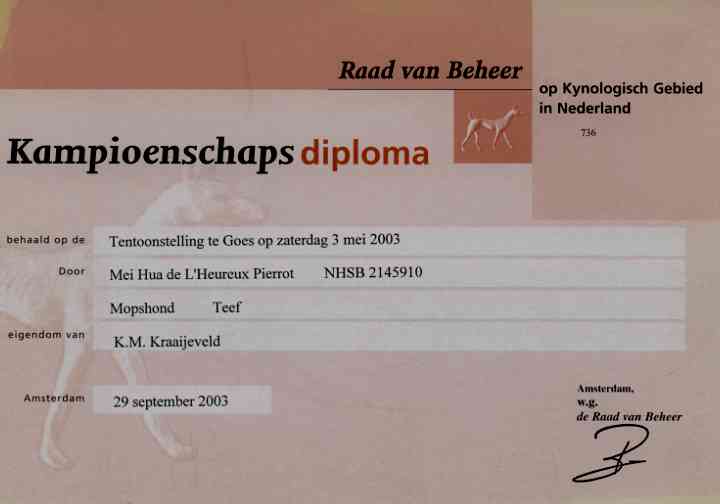 Raad van Beheer
op Kynologisch Gebied
in Nederland
736
Kampioenschaps diploma
behaald op de Tentoonstelling te Goes op zaterdag 3 mei 2003
Door Mei Hua de L'Heureux Pierrot NHSB 2145910
Mopshond Teef
eigendom van K.M. Kraaijeveld
Amsterdam 29 september 2003
Amsterdam,
w.g.
de Raad van Beheer